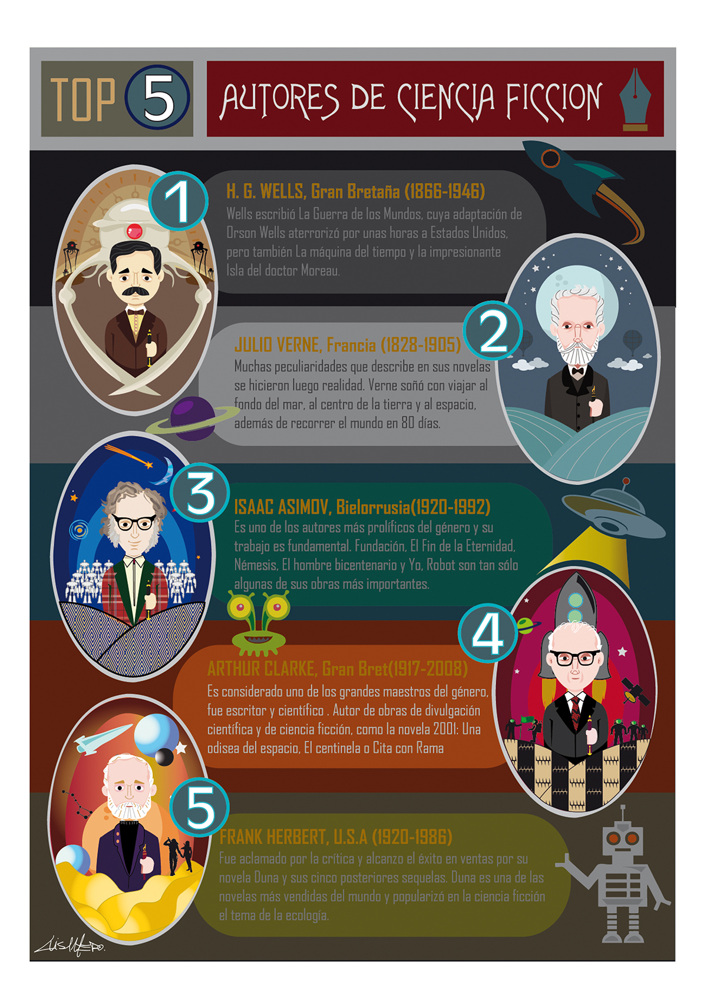 TOP 5
AUTORES DE CIENCIA FICCION
1
H. G. WELLS, Gran Bretaña (1866-1946)
Wells escribió La Guerra de los Mundos, cuya adaptación de
Orson Wells aterrorizó por unas horas a Estados Unidos,
pero también La máquina del tiempo y la impresionante
Isla del doctor Moreau.
2
JULIO VERNE, Francia (1828-1905)
Muchas peculiaridades que describe en sus novelas
se hicieron luego realidad. Verne soñó con viajar al
fondo del mar, al centro de la tierra y al espacio,
además de recorrer el mundo en 80 días.
3
ISAAC ASIMOV, Bielorrusia(1920-1992)
Es uno de los autores más prolíficos del género y su
trabajo es fundamental. Fundación, El Fin de la Eternidad,
Némesis, El hombre bicentenario y Yo, Robot son tan sólo
algunas de sus obras más importantes.
4
ARTHUR CLARKE, Gran Bret(1917-2008)
Es considerado uno de los grandes maestros del género,
fue escritor y científico . Autor de obras de divulgación
científica y de ciencia ficción, como la novela 2001: Una
odisea del espacio, El centinela o Cita con Rama
5
FRANK HERBERT, U.S.A (1920-1986)
Fue aclamado por la crítica y alcanzo el éxito en ventas por su
novela Duna y sus cinco posteriores sequelas. Duna es una de las
novelas más vendidas del mundo y popularizó en la ciencia ficción
el tema de la ecología.